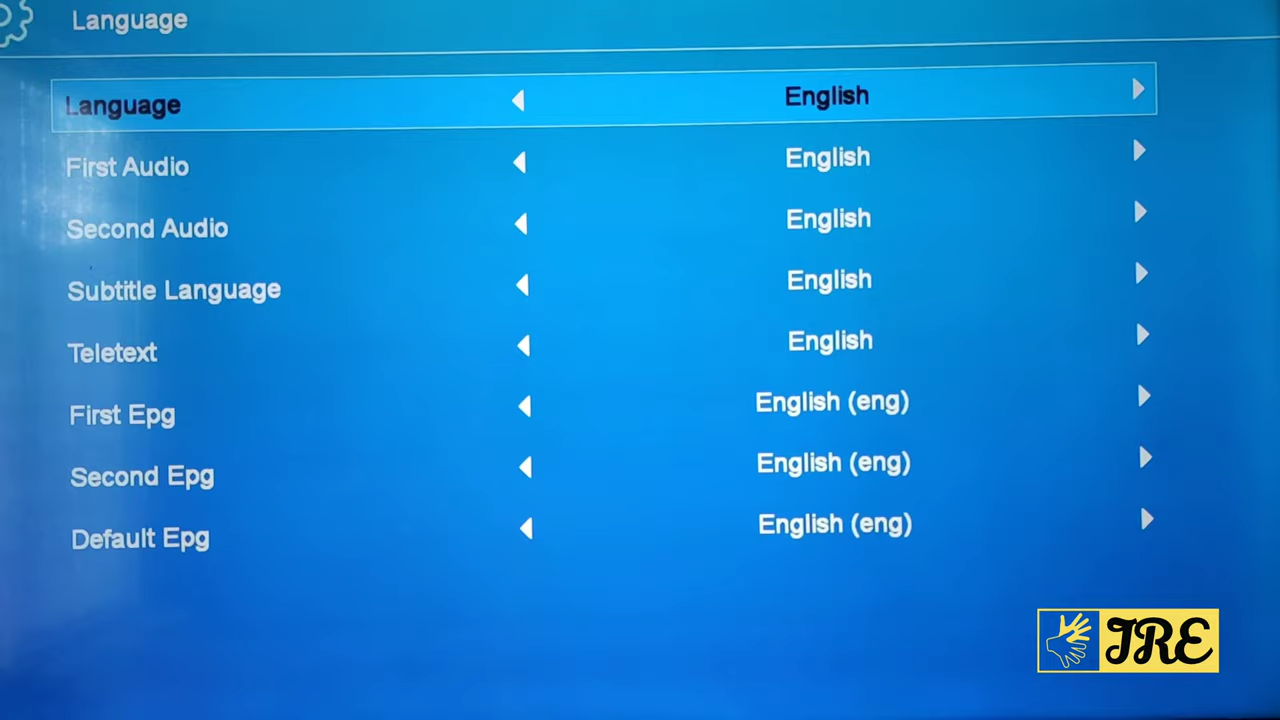 Language
Language English
First Audio English
Second Audio English
Subtitle Language English
Teletext English
First Epg English (eng)
Second Epg English (eng)
Default Epg English (eng)
JRE